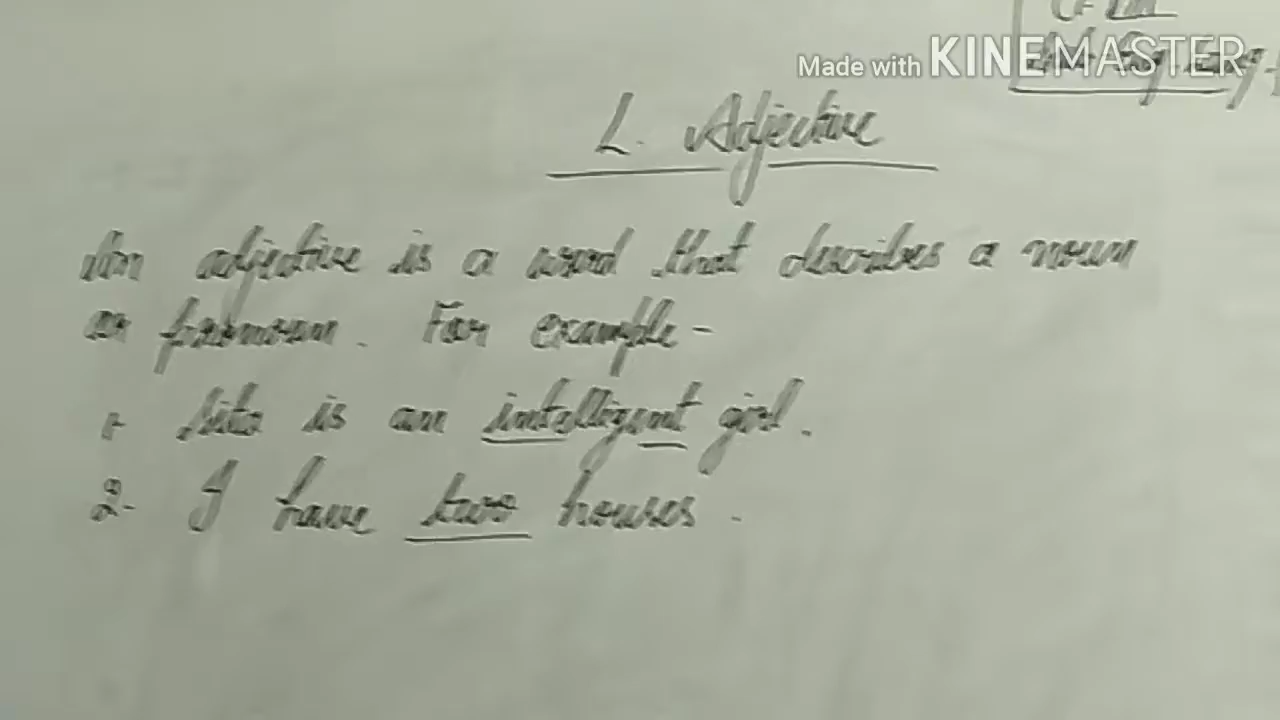 Made with KINEMASTER
L. Adjective
An adjective is a word that describes a noun
or pronoun. For example-
1- Sita is an intelligent girl.
2- I have two houses.